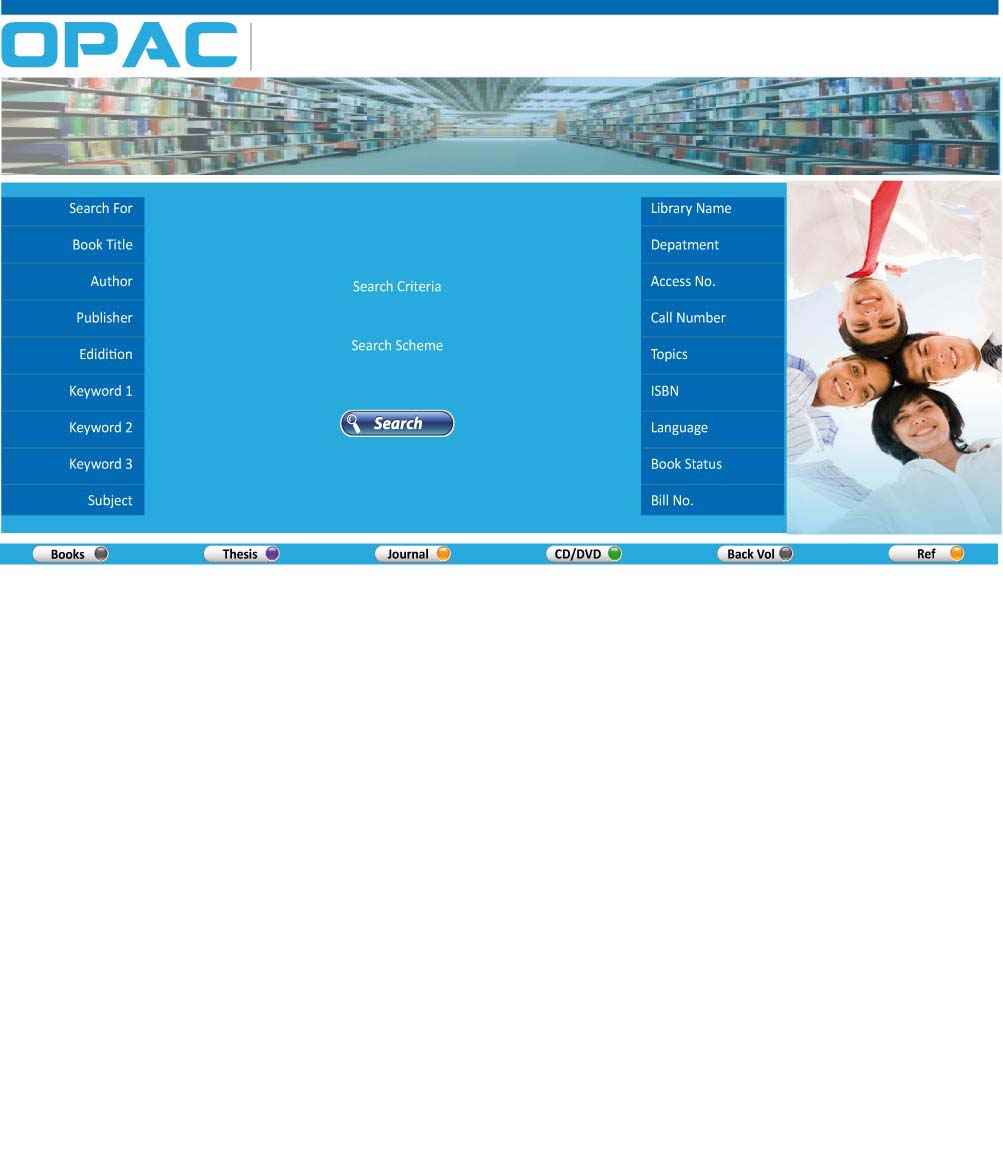 OPAC
Search For
Book Title
Author
Publisher
Edidition
Keyword 1
Keyword 2
Keyword 3
Subject
Search Criteria
Search Scheme
Search
Library Name
Depatment
Access No.
Call Number
Topics
ISBN
Language
Book Status
Bill No.
Books
Thesis
Journal
CD/DVD
Back Vol
Ref